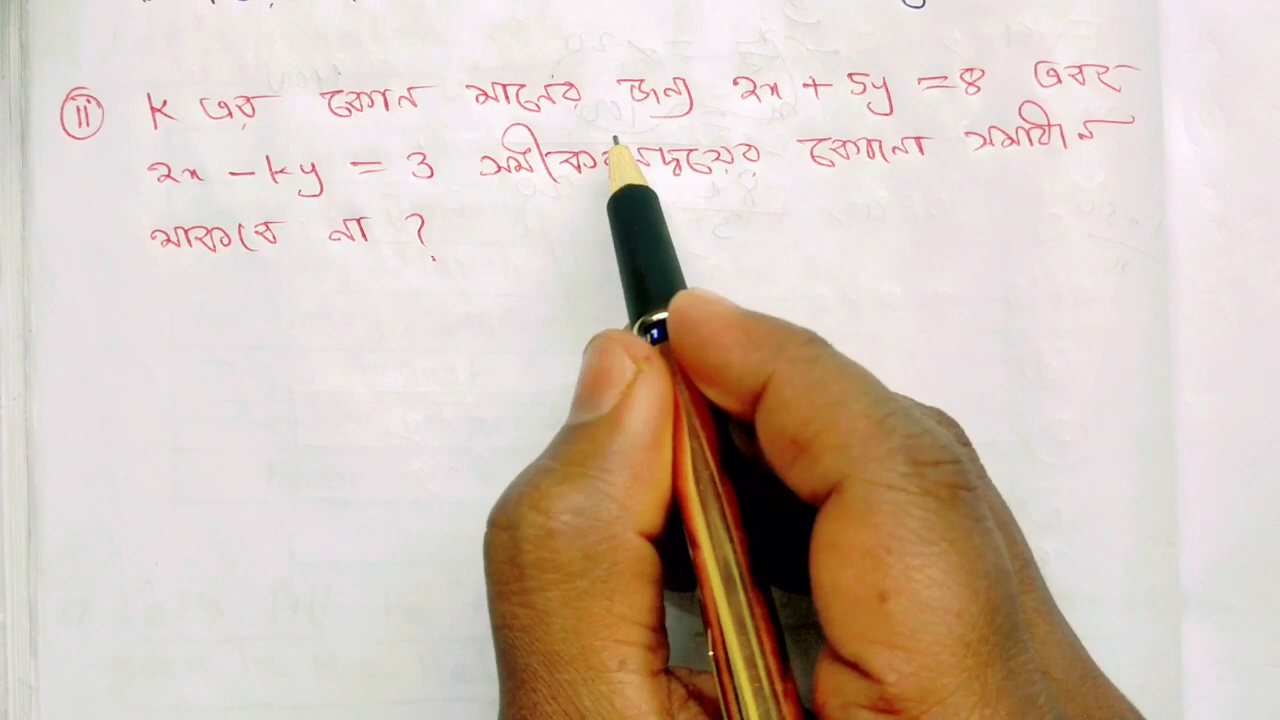 ii K এর কোন মানের জন্য 2x + 5y = 8 এবং
2x - ky = 3 সমীকরণদ্বয়ের কোনো সমাধান
থাকবে না ?